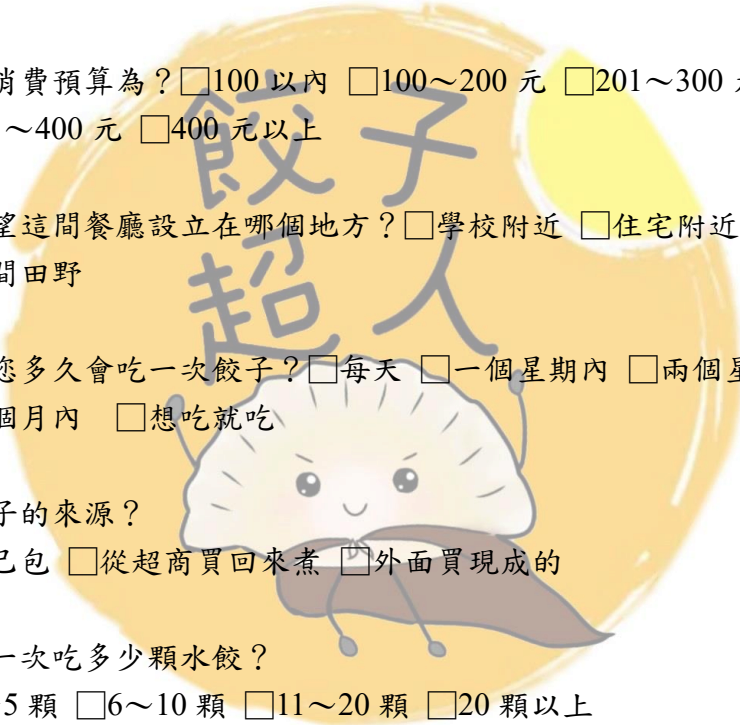 消費預算為？□100 以內 □100～200 元 □201～300
～400 元 □400 元以上
餃子
望這間餐廳設立在哪個地方？□學校附近 □住宅附近
間田野
超人
您多久會吃一次餃子？□每天 □一個星期內 □兩個星
個月內 □想吃就吃
子的來源？
己包 □從超商買回來煮 □外面買現成的
一次吃多少顆水餃？
5 顆 □6～10 顆 □11～20 顆 □20 顆以上